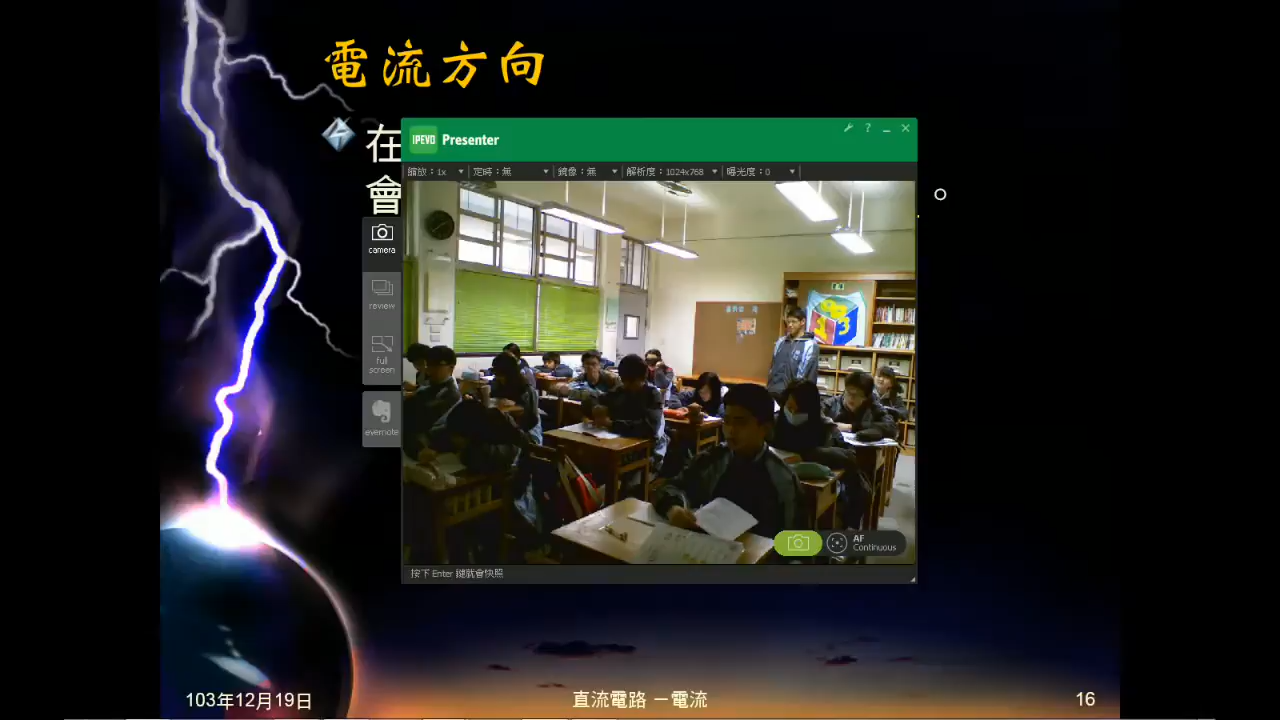 電流方向
在
會
。
IPEVO Presenter
縮放：1x 定時：無 鏡像：無 解析度：1024x768 曝光度：0
camera
review
full
screen
evernote
AF
Continuous
按下 Enter 鍵就會快照
103年12月19日
直流電路 －電流
16